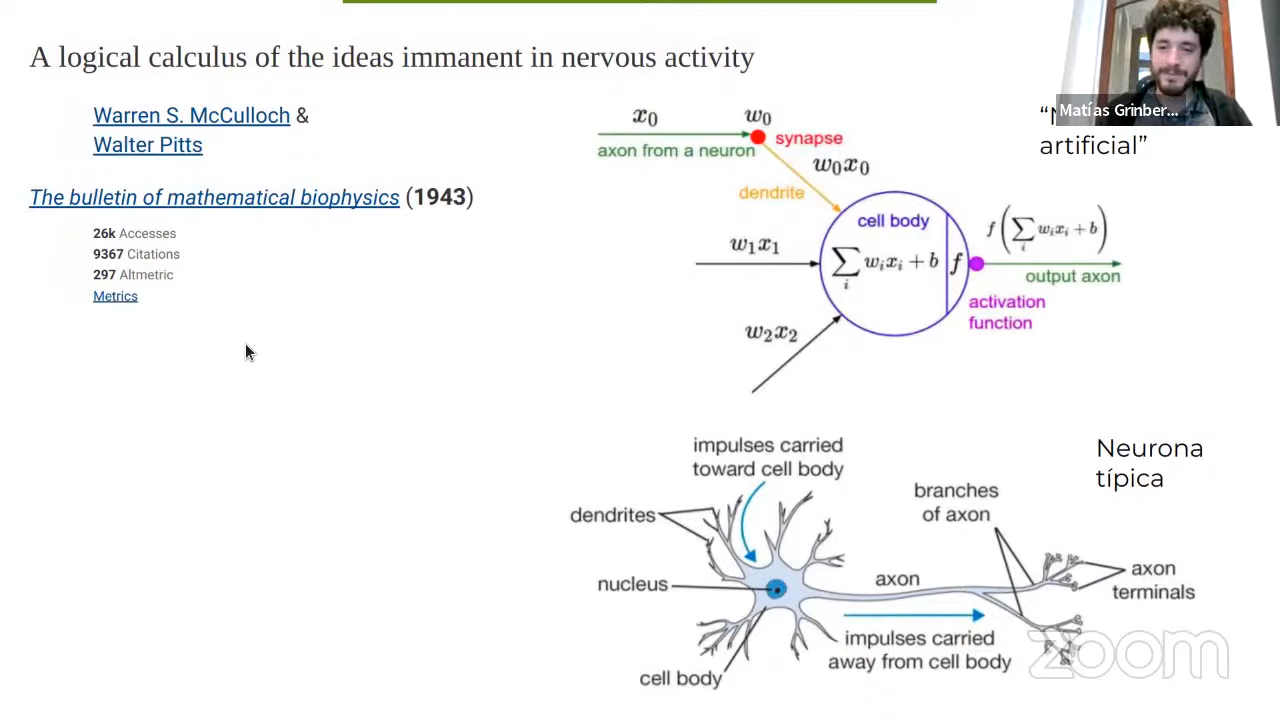 A logical calculus of the ideas immanent in nervous activity
Warren S. McCulloch &
Walter Pitts
The bulletin of mathematical biophysics (1943)
26k Accesses
9367 Citations
297 Altmetric
Metrics
Matías Grinber...
artificial”
x₀
w₀
synapse
axon from a neuron
w₀x₀
dendrite
cell body
w₁x₁
∑ᵢ wᵢxᵢ + b
f
f(∑ᵢ wᵢxᵢ + b)
output axon
activation
function
w₂x₂
Neurona
típica
impulses carried
toward cell body
branches
of axon
dendrites
nucleus
axon
axon
terminals
impulses carried
away from cell body
cell body
zoom